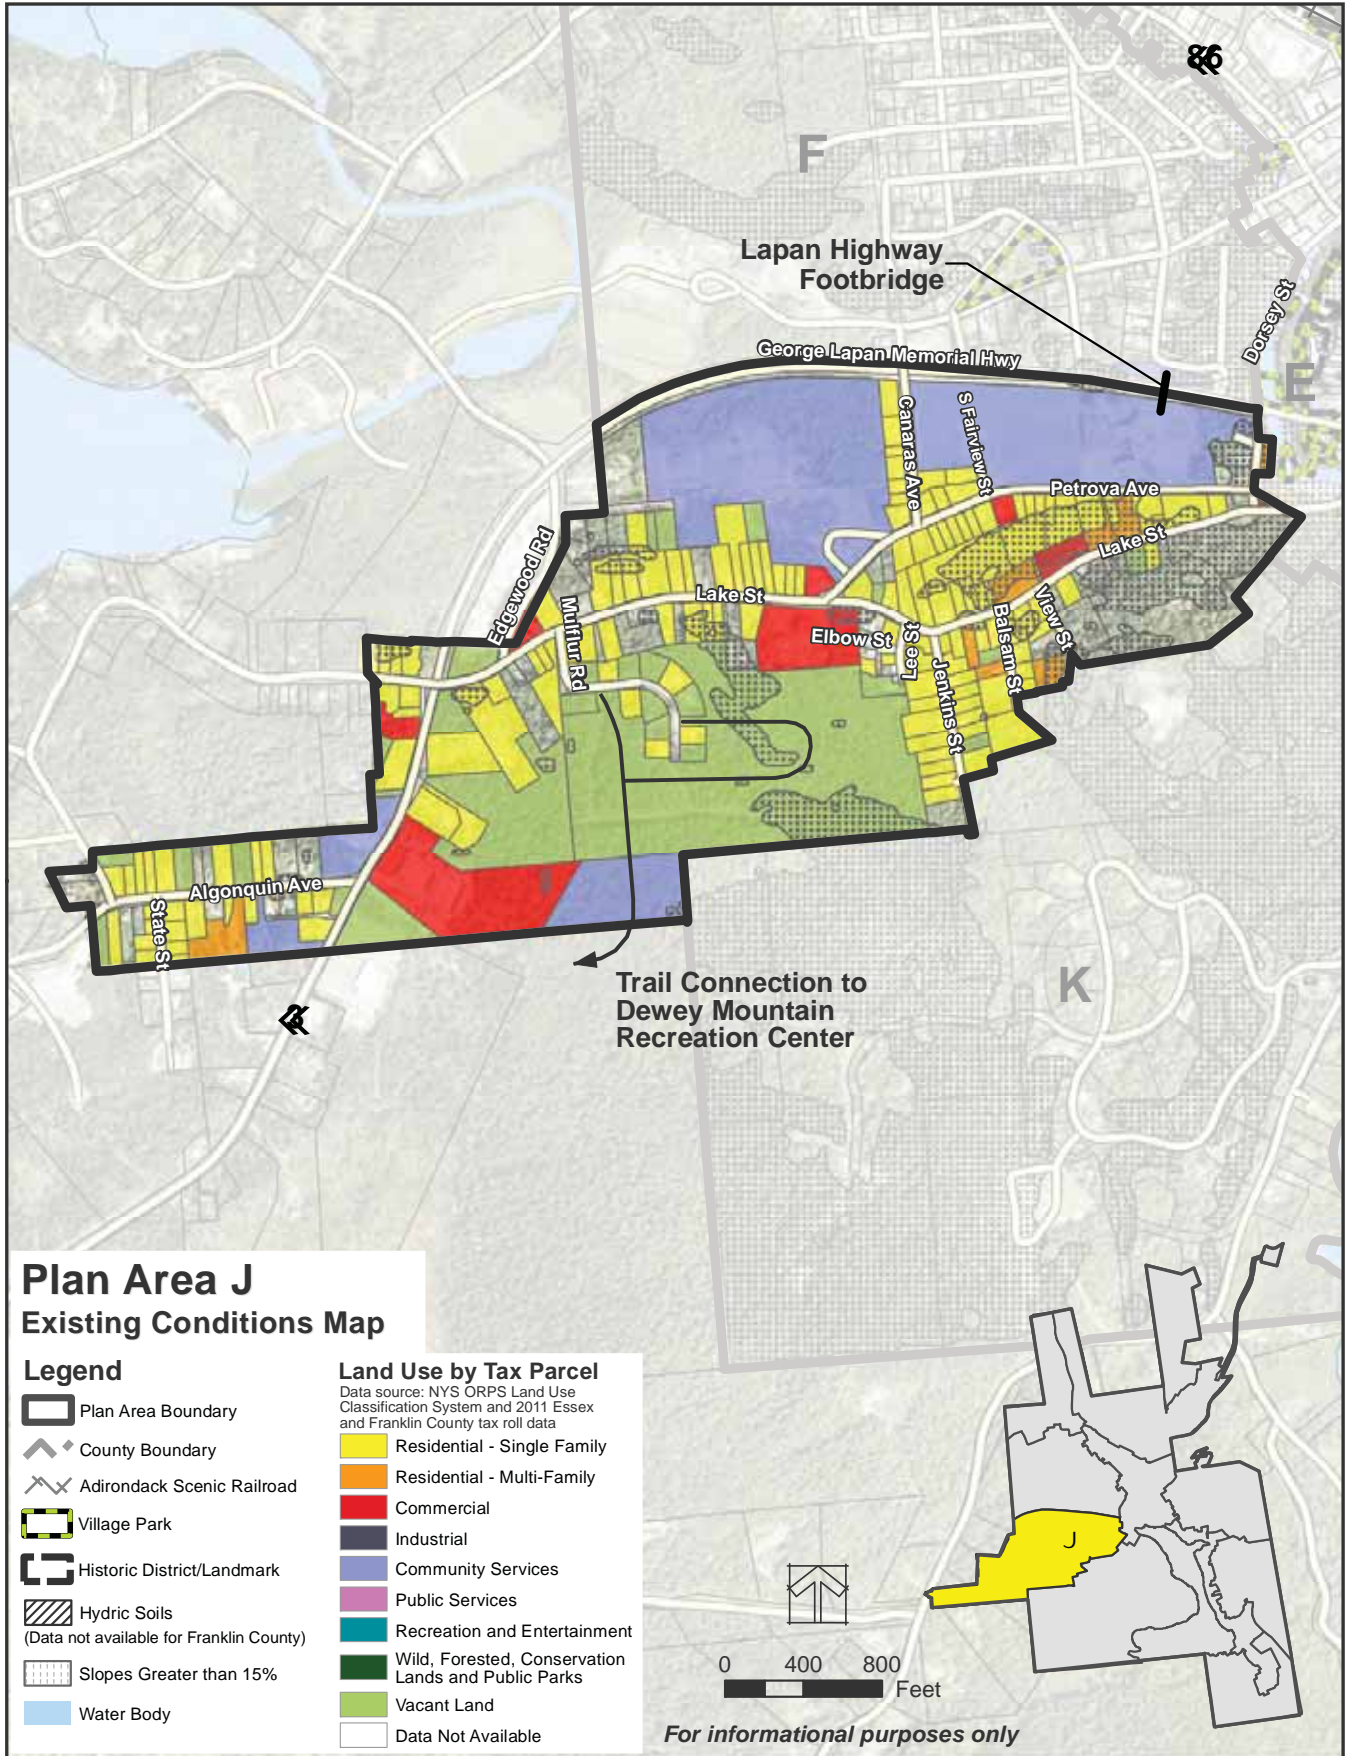 86
F
Lapan Highway
Footbridge
Dorsey St
George Lapan Memorial Hwy
E
Canaras Ave
S Fairview St
Petrova Ave
Lake St
Edgewood Rd
Mulflur Rd
Lake St
Elbow St
Lee St
Jenkins St
Balsam St
View St
Algonquin Ave
State St
3
Trail Connection to
Dewey Mountain
Recreation Center
K
Plan Area J
Existing Conditions Map
Legend
Plan Area Boundary
County Boundary
Adirondack Scenic Railroad
Village Park
Historic District/Landmark
Hydric Soils
(Data not available for Franklin County)
Slopes Greater than 15%
Water Body
Land Use by Tax Parcel
Data source: NYS ORPS Land Use
Classification System and 2011 Essex
and Franklin County tax roll data
Residential - Single Family
Residential - Multi-Family
Commercial
Industrial
Community Services
Public Services
Recreation and Entertainment
Wild, Forested, Conservation
Lands and Public Parks
Vacant Land
Data Not Available
J
0 400 800
Feet
For informational purposes only